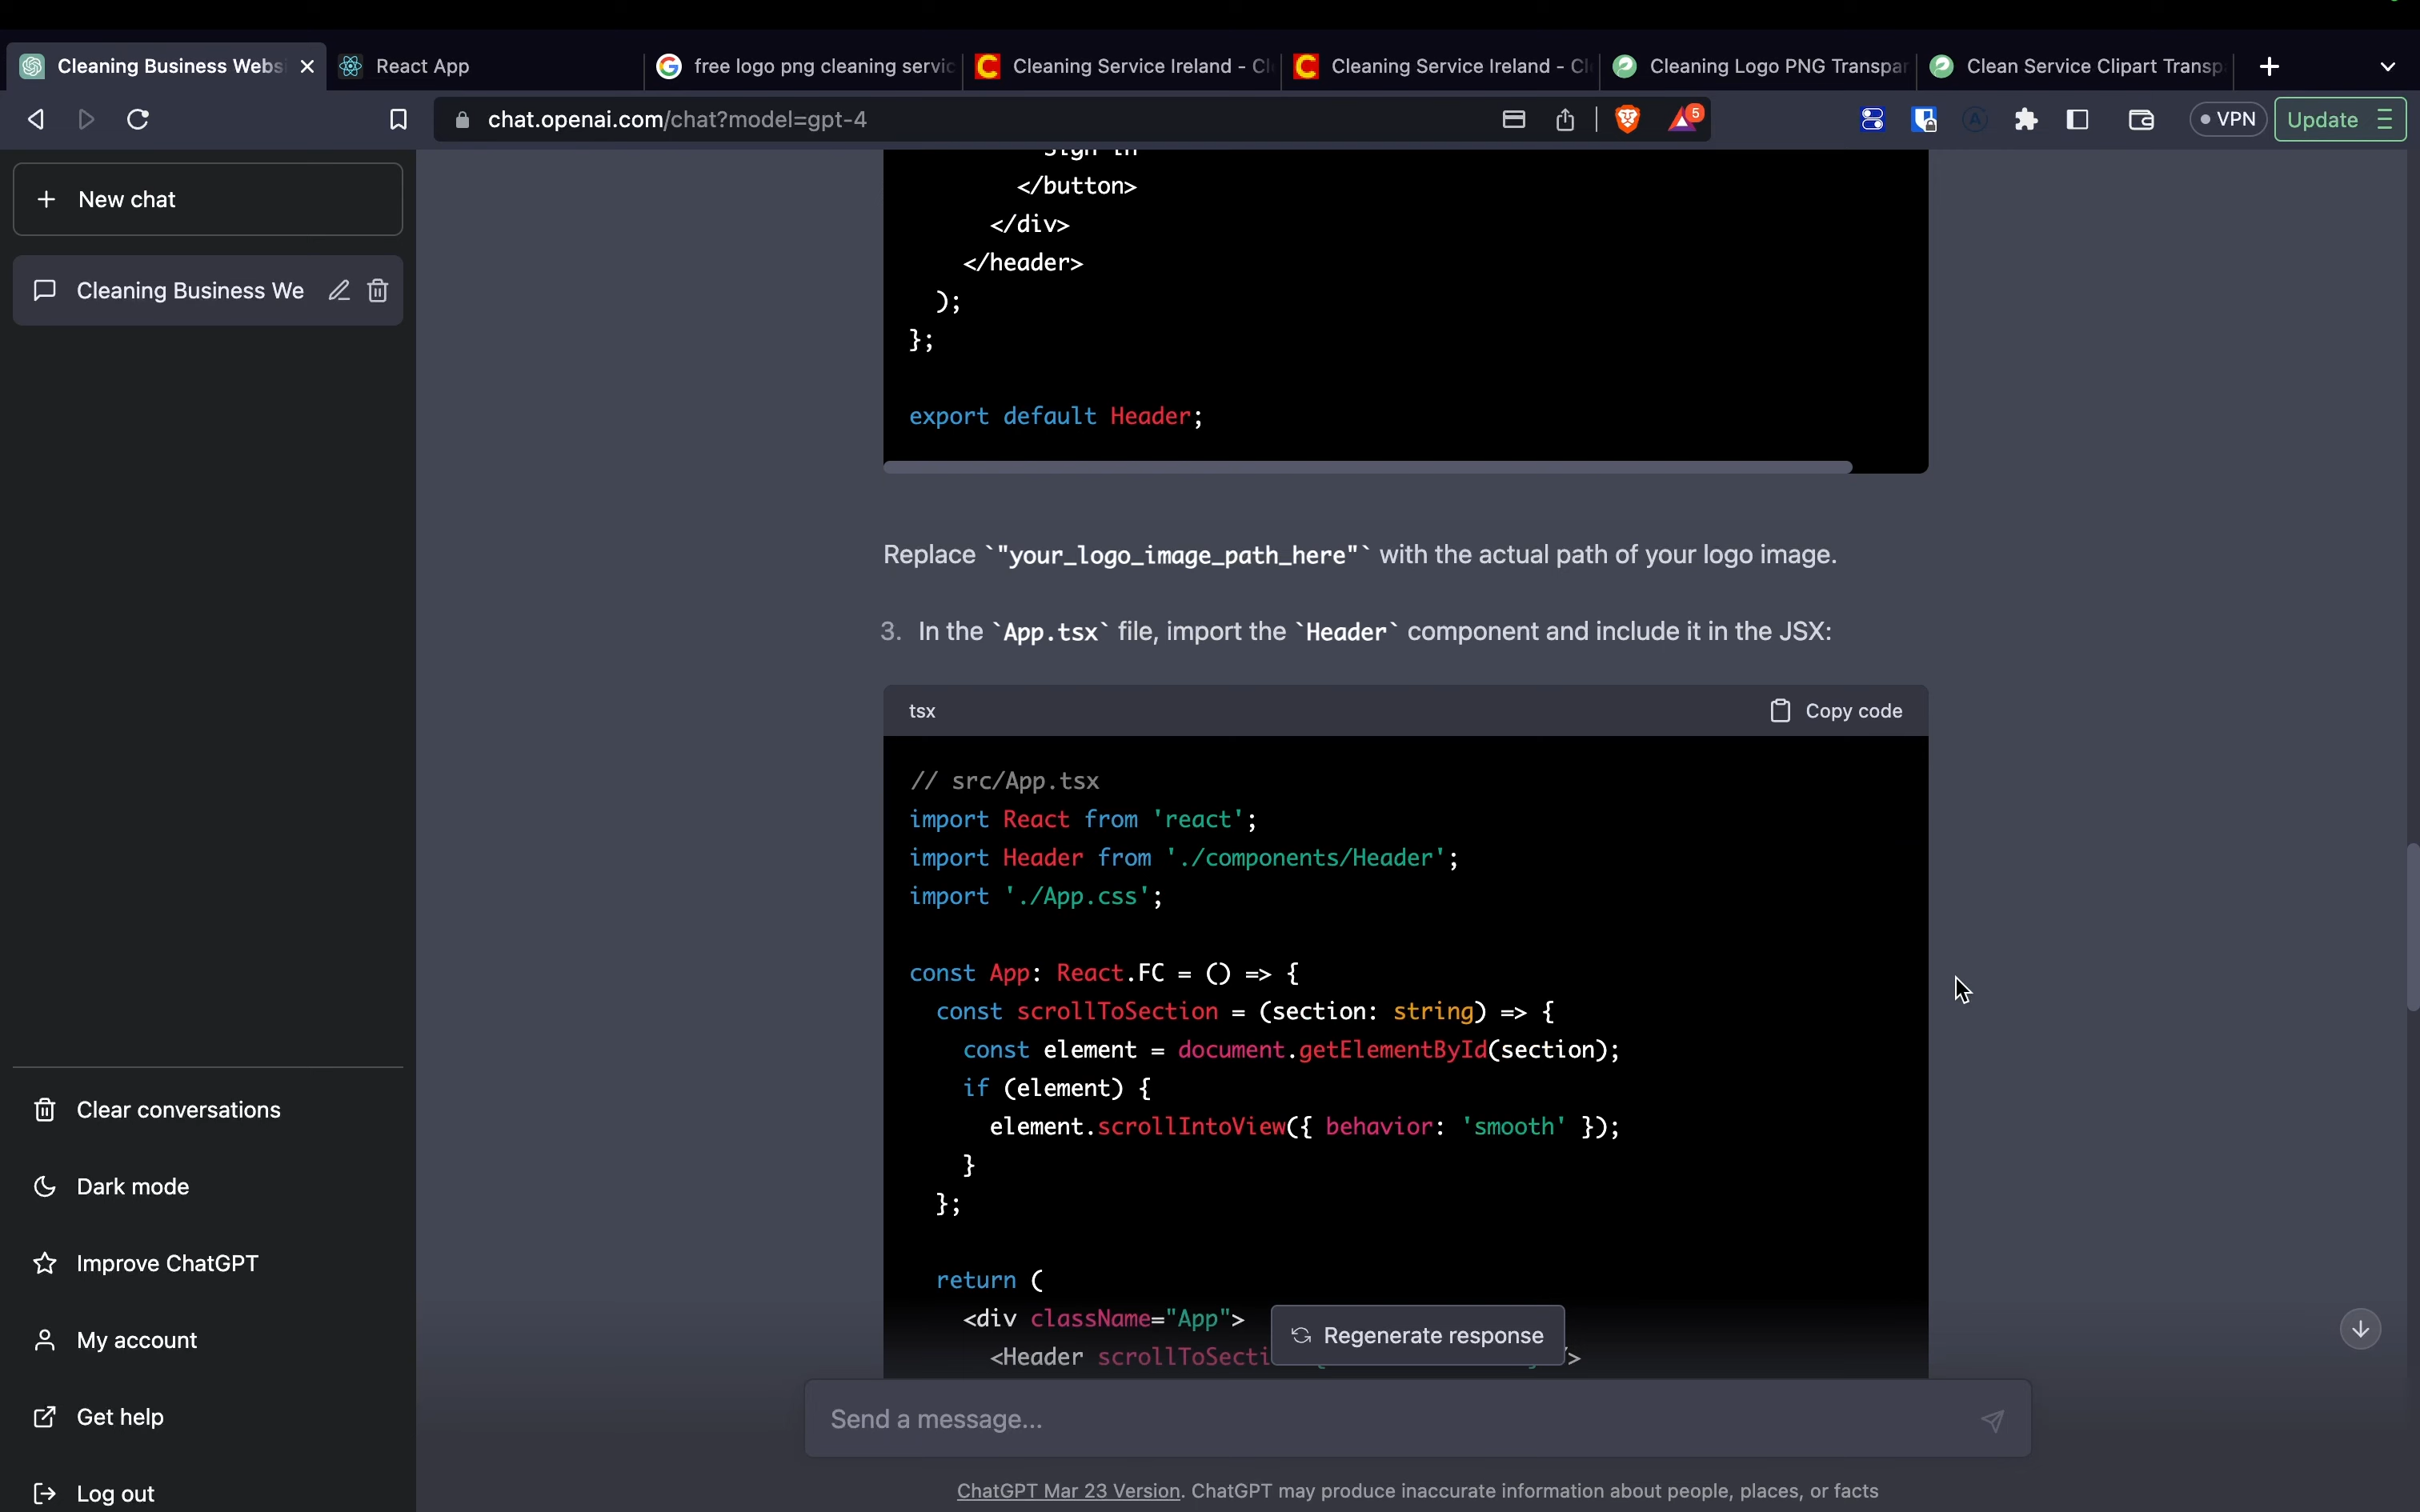 Cleaning Business Websi
React App
free logo png cleaning servic
Cleaning Service Ireland - Cl
Cleaning Service Ireland - Cl
Cleaning Logo PNG Transpar
Clean Service Clipart Transp
chat.openai.com/chat?model=gpt-4
5
VPN
Update
New chat
Cleaning Business We
Clear conversations
Dark mode
Improve ChatGPT
My account
Get help
Log out
Sign In
</button>
</div>
</header>
);
};
export default Header;
Replace `"your_logo_image_path_here"` with the actual path of your logo image.
3. In the `App.tsx` file, import the `Header` component and include it in the JSX:
tsx
Copy code
// src/App.tsx
import React from 'react';
import Header from './components/Header';
import './App.css';
const App: React.FC = () => {
const scrollToSection = (section: string) => {
const element = document.getElementById(section);
if (element) {
element.scrollIntoView({ behavior: 'smooth' });
}
};
return (
<div className="App">
<Header scrollToSecti />
Regenerate response
Send a message...
ChatGPT Mar 23 Version. ChatGPT may produce inaccurate information about people, places, or facts